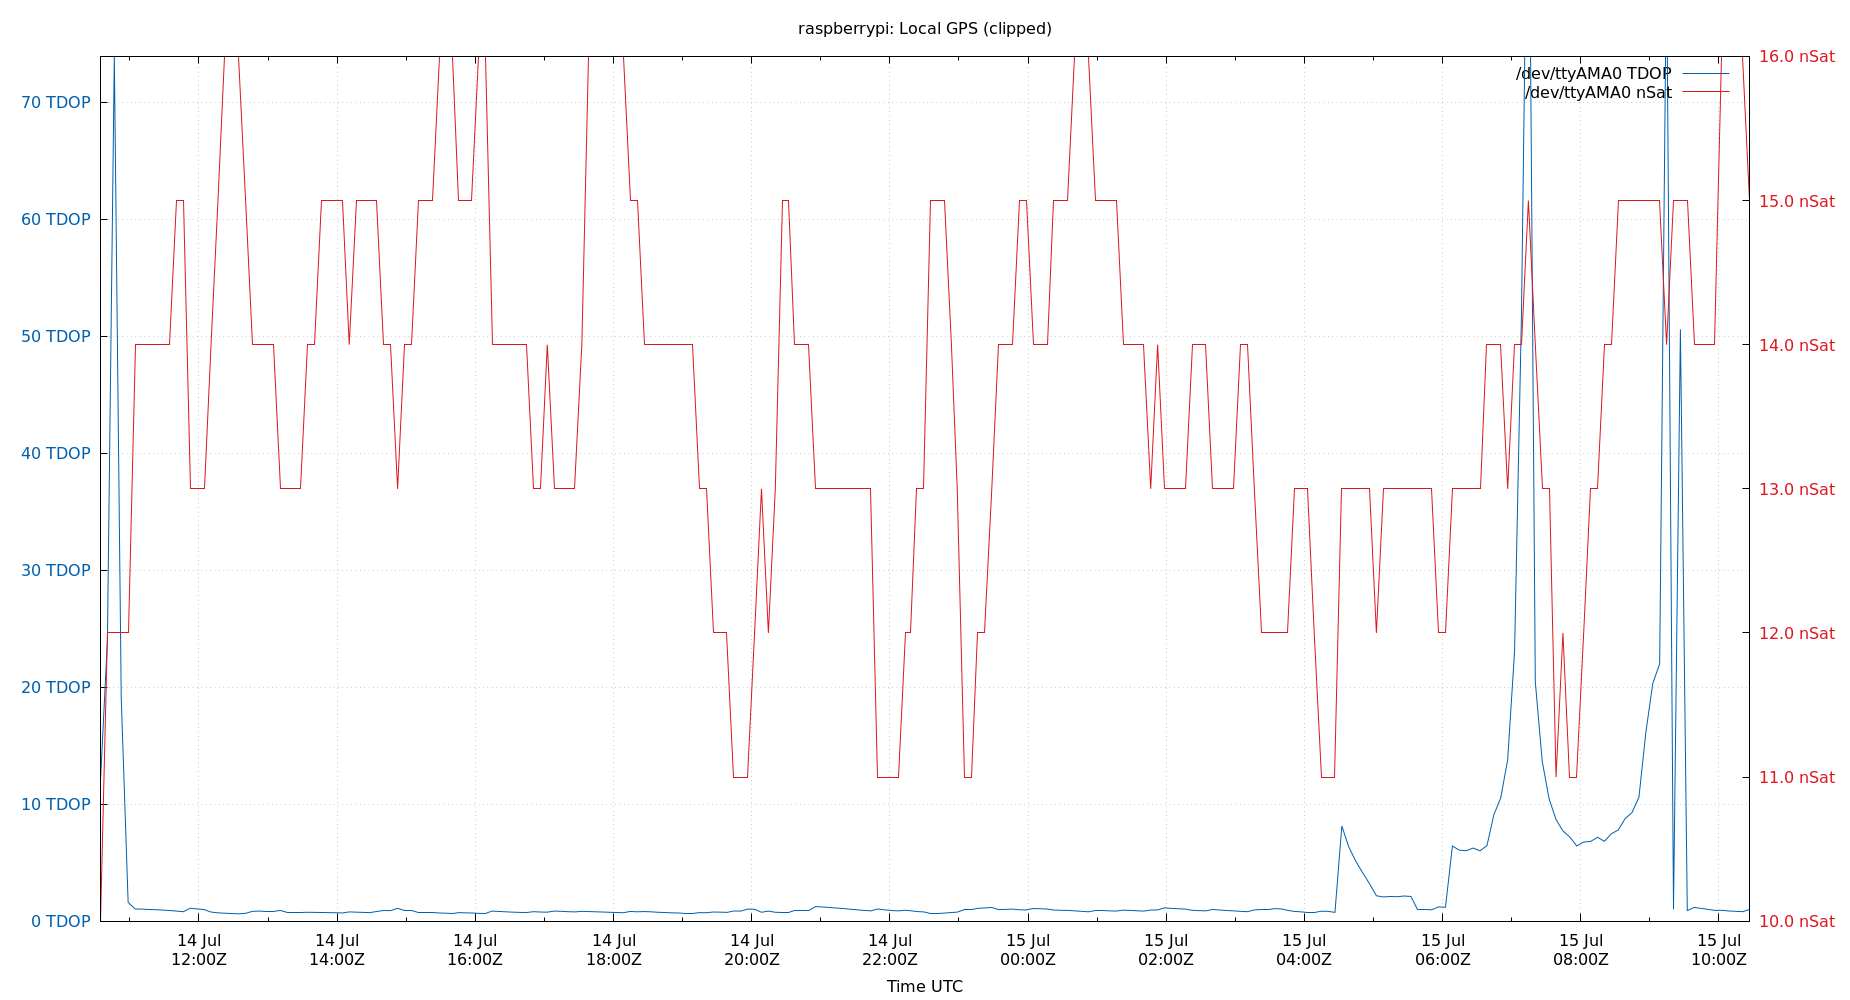 raspberrypi: Local GPS (clipped)
/dev/ttyAMA0 TDOP
/dev/ttyAMA0 nSat
70 TDOP
60 TDOP
50 TDOP
40 TDOP
30 TDOP
20 TDOP
10 TDOP
0 TDOP
16.0 nSat
15.0 nSat
14.0 nSat
13.0 nSat
12.0 nSat
11.0 nSat
10.0 nSat
14 Jul
12:00Z
14 Jul
14:00Z
14 Jul
16:00Z
14 Jul
18:00Z
14 Jul
20:00Z
14 Jul
22:00Z
15 Jul
00:00Z
15 Jul
02:00Z
15 Jul
04:00Z
15 Jul
06:00Z
15 Jul
08:00Z
15 Jul
10:00Z
Time UTC